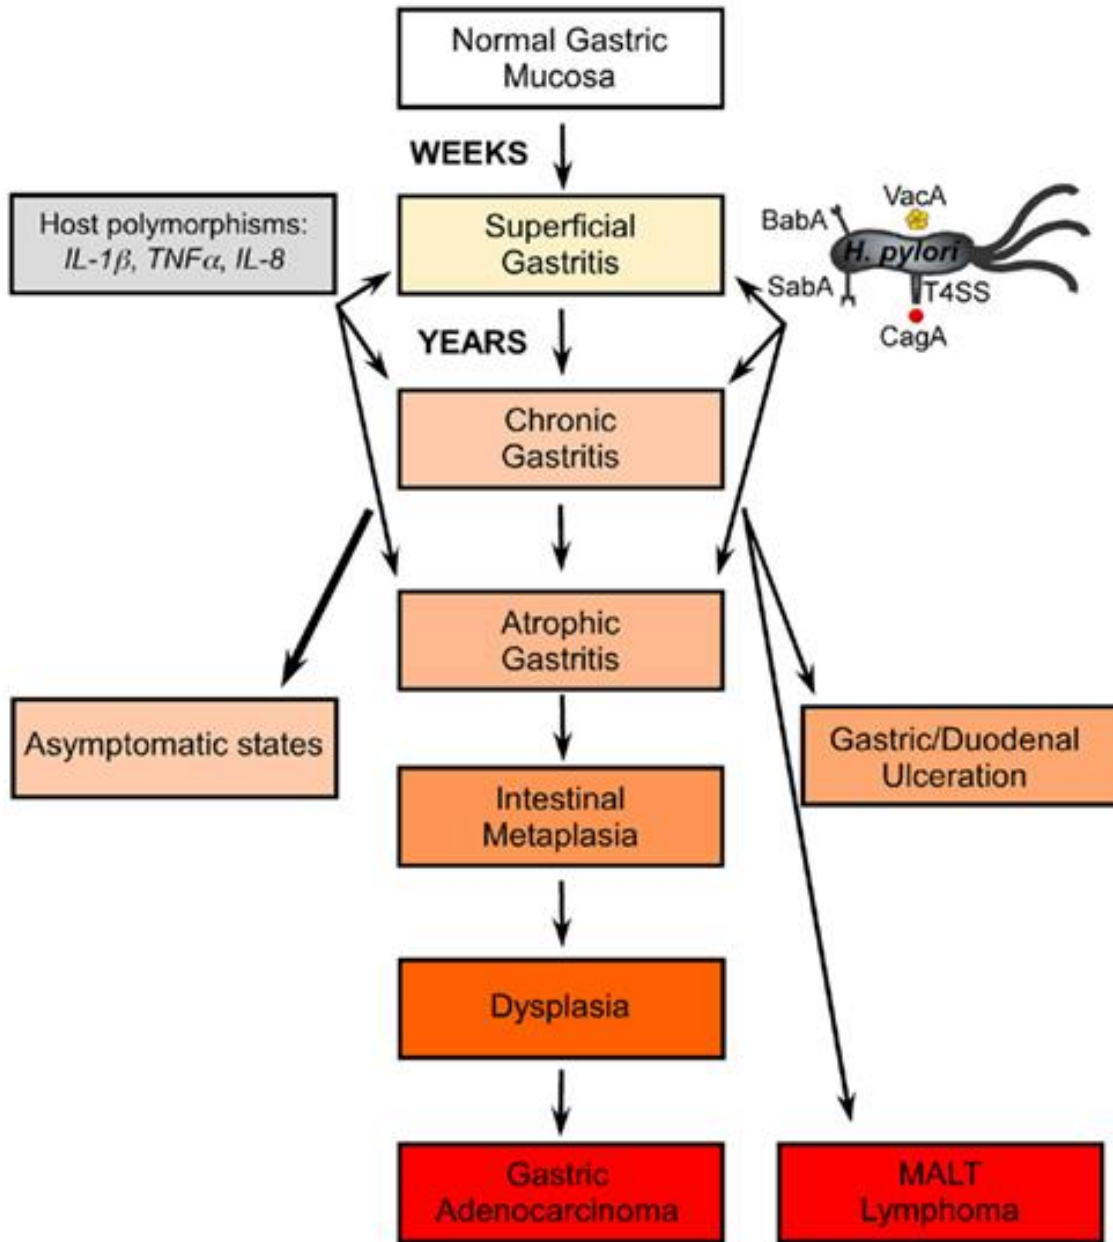 Normal Gastric
Mucosa
WEEKS
Host polymorphisms:
IL-1β, TNFα, IL-8
Superficial
Gastritis
VacA
BabA
H. pylori
SabA
T4SS
CagA
YEARS
Chronic
Gastritis
Atrophic
Gastritis
Asymptomatic states
Gastric/Duodenal
Ulceration
Intestinal
Metaplasia
Dysplasia
Gastric
Adenocarcinoma
MALT
Lymphoma